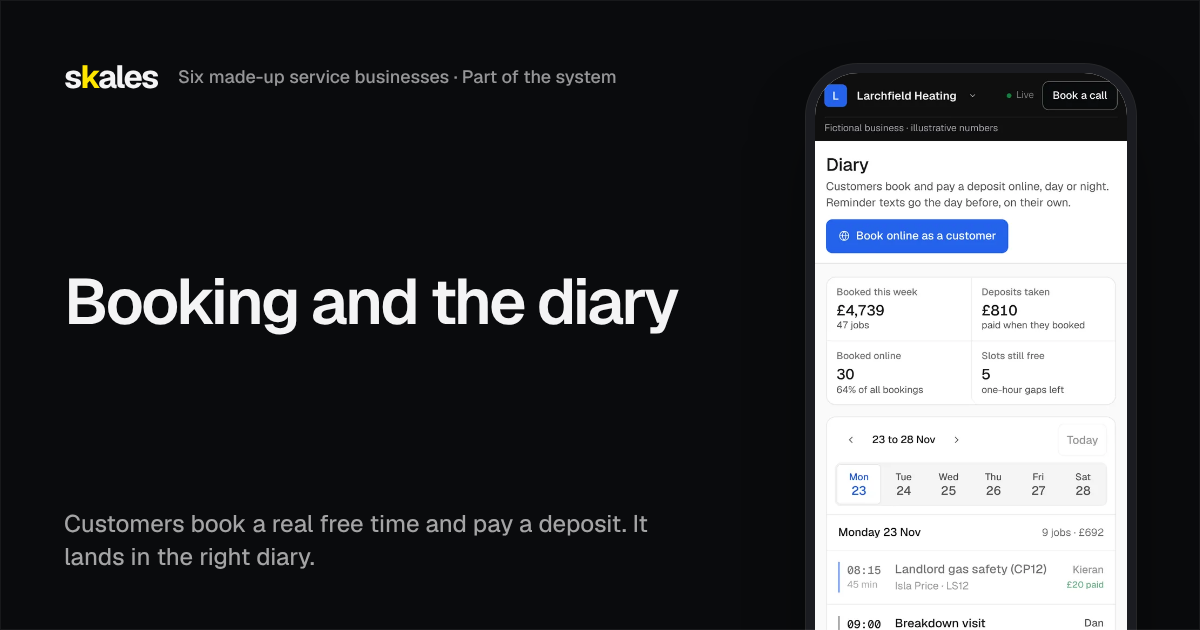 skales
Six made-up service businesses · Part of the system
Booking and the diary
Customers book a real free time and pay a deposit. It
lands in the right diary.
L
Larchfield Heating
Live
Book a call
Fictional business · illustrative numbers
Diary
Customers book and pay a deposit online, day or night.
Reminder texts go the day before, on their own.
Book online as a customer
Booked this week
£4,739
47 jobs
Deposits taken
£810
paid when they booked
Booked online
30
64% of all bookings
Slots still free
5
one-hour gaps left
23 to 28 Nov
Today
Mon
23
Tue
24
Wed
25
Thu
26
Fri
27
Sat
28
Monday 23 Nov
9 jobs · £692
08:15
45 min
Landlord gas safety (CP12)
Isla Price · LS12
Kieran
£20 paid
09:00
Breakdown visit
Dan